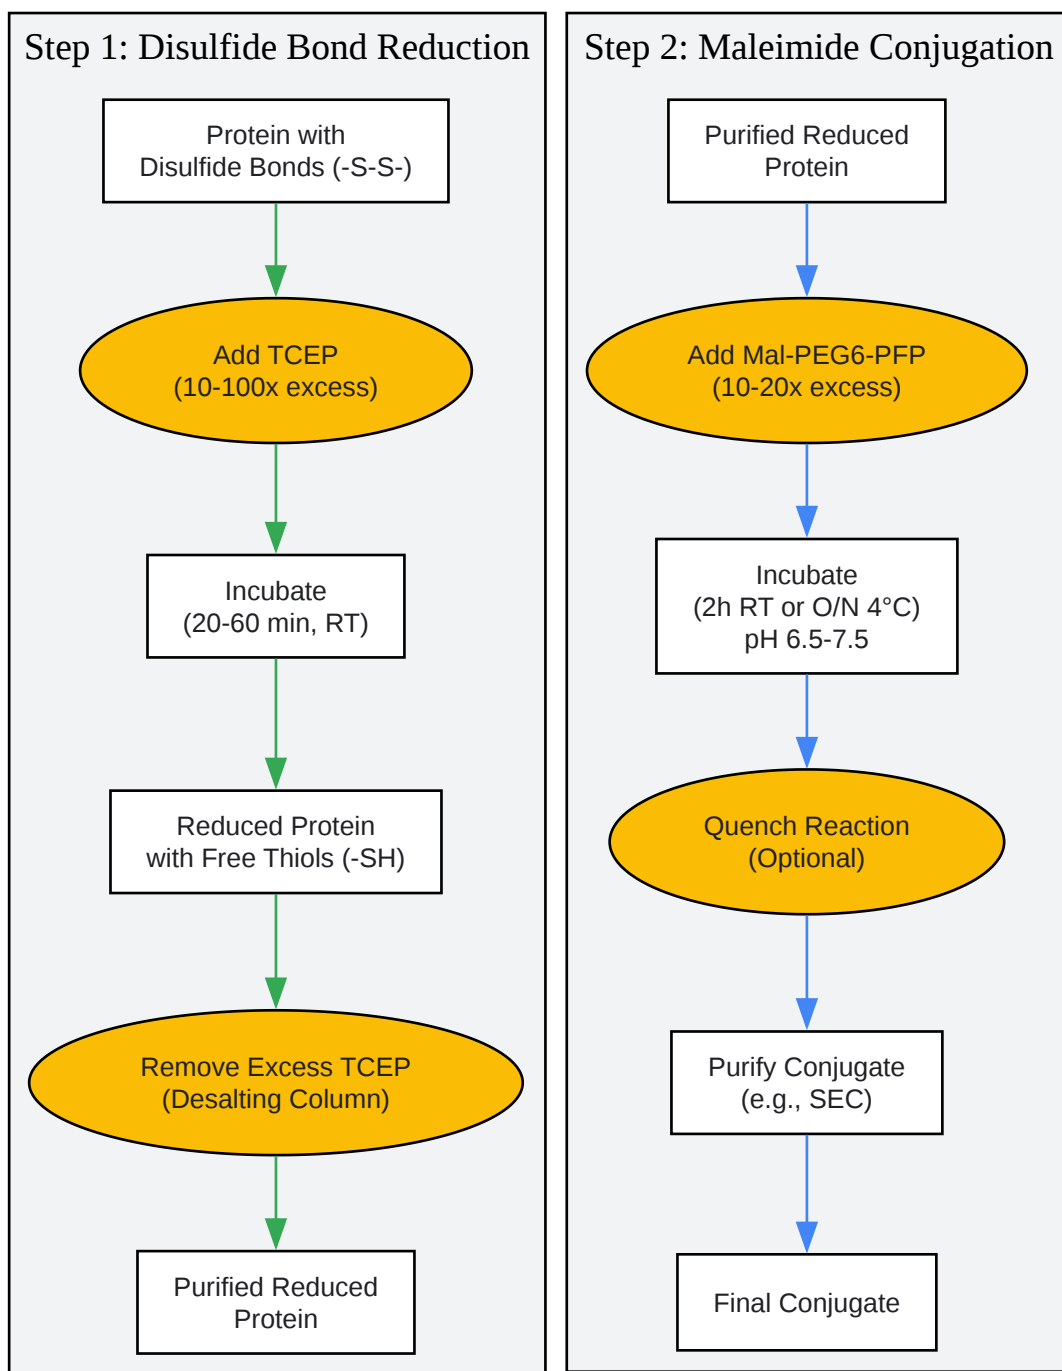 Step 1: Disulfide Bond Reduction
Protein with
Disulfide Bonds (-S-S-)
Add TCEP
(10-100x excess)
Incubate
(20-60 min, RT)
Reduced Protein
with Free Thiols (-SH)
Remove Excess TCEP
(Desalting Column)
Purified Reduced
Protein
Step 2: Maleimide Conjugation
Purified Reduced
Protein
Add Mal-PEG6-PFP
(10-20x excess)
Incubate
(2h RT or O/N 4°C)
pH 6.5-7.5
Quench Reaction
(Optional)
Purify Conjugate
(e.g., SEC)
Final Conjugate